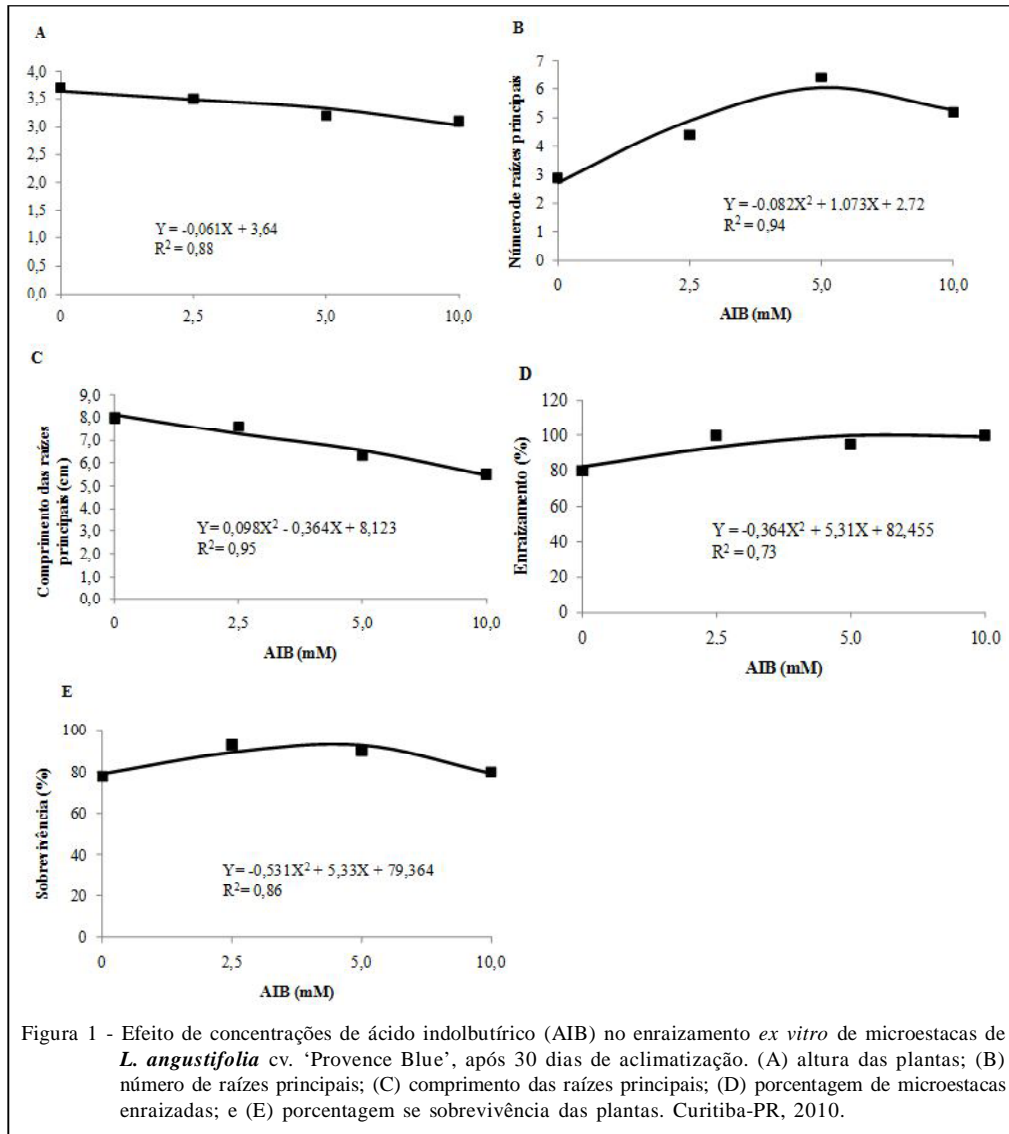 A
4,0
3,5
3,0
2,5
2,0
1,5
1,0
0,5
0,0
Y = -0,061X + 3,64
R² = 0,88
0 2,5 5,0 10,0
B
Número de raízes principais
7
6
5
4
3
2
1
0
Y = -0.082X² + 1.073X + 2.72
R² = 0,94
0 2,5 5,0 10,0
AIB (mM)
C
Comprimento das raízes
principais (cm)
9,0
8,0
7,0
6,0
5,0
4,0
3,0
2,0
1,0
0,0
Y= 0,098X² - 0,364X + 8,123
R²= 0,95
0 2,5 5,0 10,0
AIB (mM)
D
Enraizamento (%)
120
100
80
60
40
20
0
Y = -0,364X² + 5,31X + 82,455
R² = 0,73
0 2.5 5.0 10.0
AIB (mM)
E
Sobrevivência (%)
100
80
60
40
20
0
Y= -0,531X² + 5,33X + 79,364
R²= 0,86
0 2,5 5,0 10,0
AIB (mM)
Figura 1 - Efeito de concentrações de ácido indolbutírico (AIB) no enraizamento ex vitro de microestacas de
L. angustifolia cv. ‘Provence Blue’, após 30 dias de aclimatização. (A) altura das plantas; (B)
número de raízes principais; (C) comprimento das raízes principais; (D) porcentagem de microestacas
enraizadas; e (E) porcentagem se sobrevivência das plantas. Curitiba-PR, 2010.